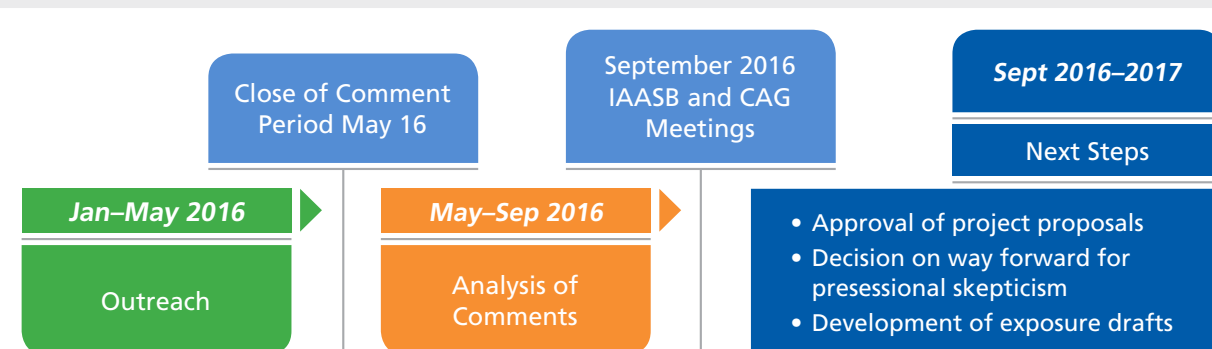 Close of Comment
Period May 16
September 2016
IAASB and CAG
Meetings
Sept 2016–2017
Next Steps
Jan–May 2016
May–Sep 2016
Outreach
Analysis of
Comments
• Approval of project proposals
• Decision on way forward for
presessional skepticism
• Development of exposure drafts